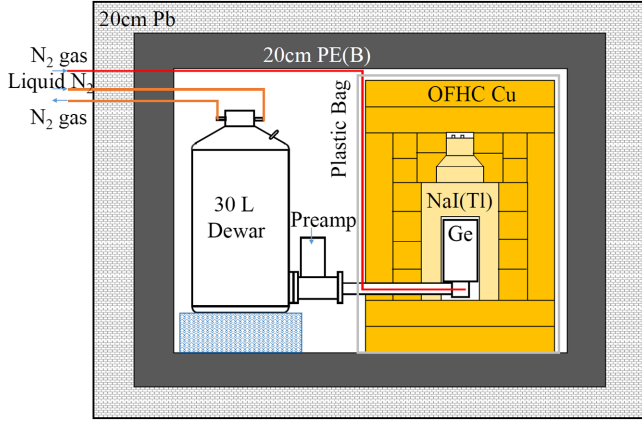 20cm Pb
N₂ gas
20cm PE(B)
Liquid N₂
N₂ gas
Plastic Bag
OFHC Cu
NaI(Tl)
30 L
Dewar
Preamp
Ge